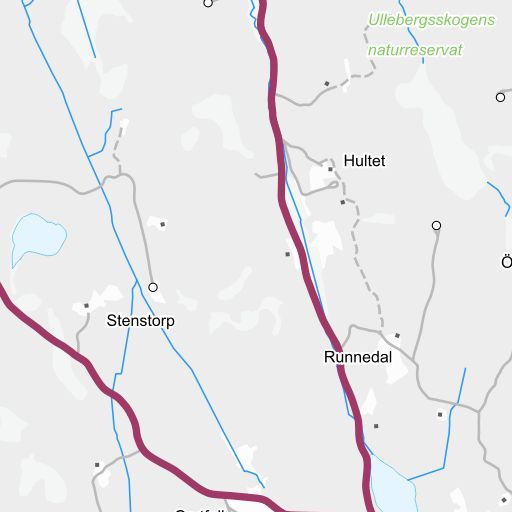 Ullebergsskogens
naturreservat
Hultet
Stenstorp
Runnedal